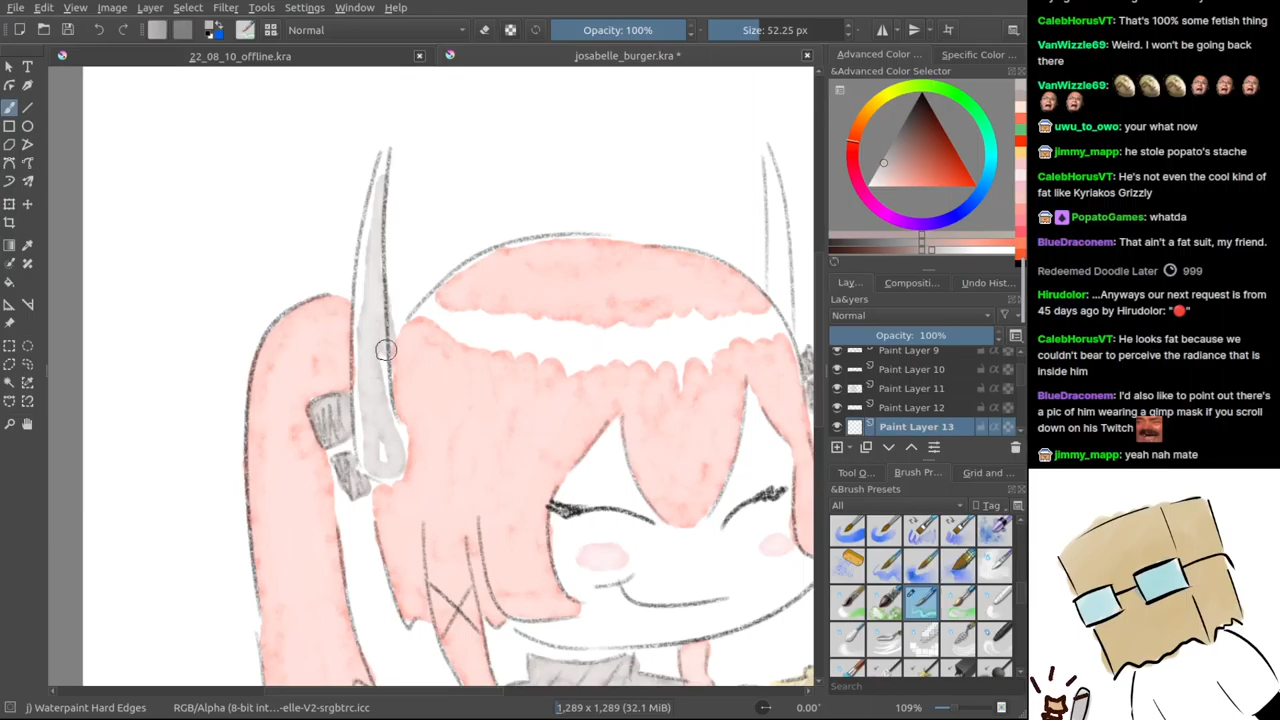 File Edit View Image Layer Select Filter Tools Settings Window Help
Normal
Opacity: 100%
Size: 52.25 px
22_08_10_offline.kra
josabelle_burger.kra *
Advanced Color ...
Specific Color ...
&Advanced Color Selector
Lay...
Compositi...
Undo Hist...
La&yers
Normal
Opacity: 100%
Paint Layer 9
Paint Layer 10
Paint Layer 11
Paint Layer 12
Paint Layer 13
Tool O...
Brush Pr...
Grid and ...
&Brush Presets
All
Tag
Search
j) Waterpaint Hard Edges
RGB/Alpha (8-bit int...-elle-V2-srgbtrc.icc
1,289 x 1,289 (32.1 MiB)
0.00°
109%
CalebHorusVT: That's 100% some fetish thing
VanWizzle69: Weird. I won't be going back
there
VanWizzle69:
uwu_to_owo: your what now
jimmy_mapp: he stole popato's stache
CalebHorusVT: He's not even the cool kind of
fat like Kyriakos Grizzly
PopatoGames: whatda
BlueDraconem: That ain't a fat suit, my friend.
Redeemed Doodle Later 999
Hirudolor: ...Anyways our next request is from
45 days ago by Hirudolor: "🔴"
CalebHorusVT: He looks fat because we
couldn't bear to perceive the radiance that is
inside him
BlueDraconem: I'd also like to point out there's
a pic of him wearing a gimp mask if you scroll
down on his Twitch
jimmy_mapp: yeah nah mate